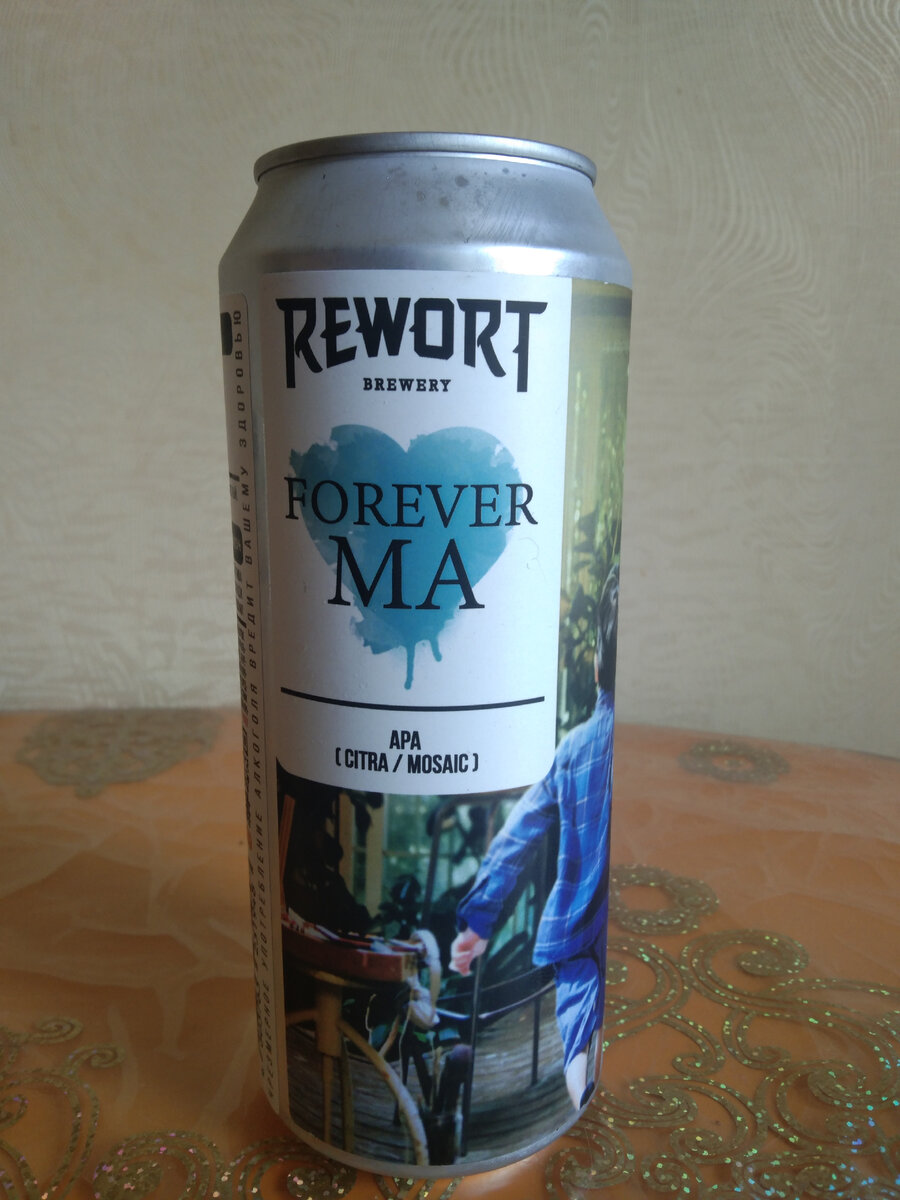 REWORT
BREWERY
FOREVER
MA
APA
( CITRA / MOSAIC )
ЧРЕЗМЕРНОЕ УПОТРЕБЛЕНИЕ АЛКОГОЛЯ ВРЕДИТ ВАШЕМУ ЗДОРОВЬЮ